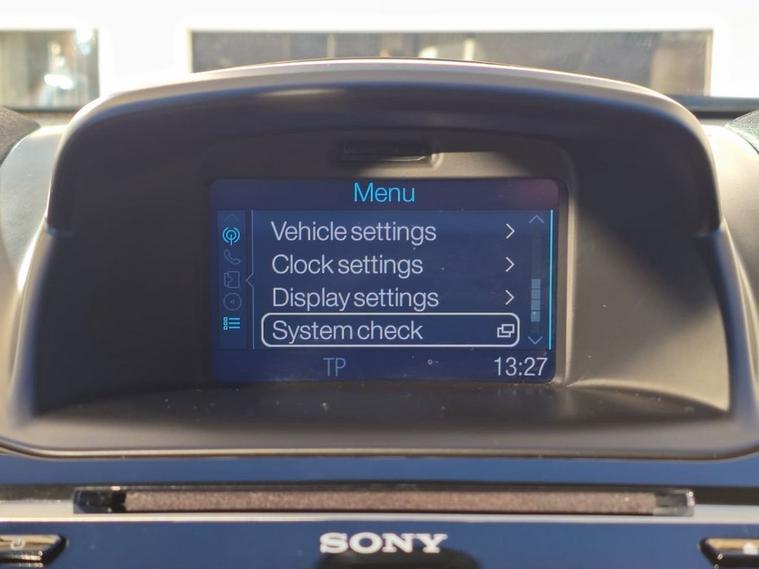 Menu
Vehicle settings
Clock settings
Display settings
System check
TP
13:27
SONY